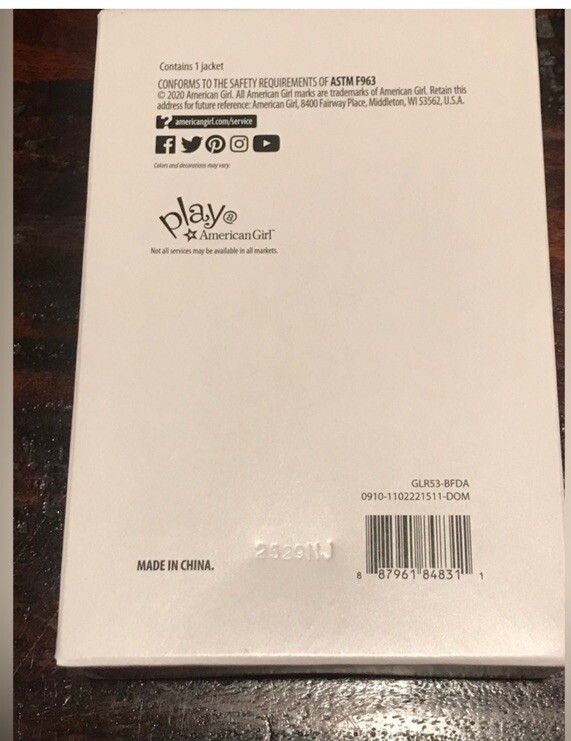 Contains 1 jacket
CONFORMS TO THE SAFETY REQUIREMENTS OF ASTM F963
© 2020 American Girl. All American Girl marks are trademarks of American Girl. Retain this
address for future reference: American Girl, 8400 Fairway Place, Middleton, WI 53562, U.S.A.
? americangirl.com/service
Colors and decorations may vary.
play@
American Girl™
Not all services may be available in all markets.
GLR53-BFDA
0910-1102221511-DOM
2529NJ
MADE IN CHINA.
8 87961 84831 1